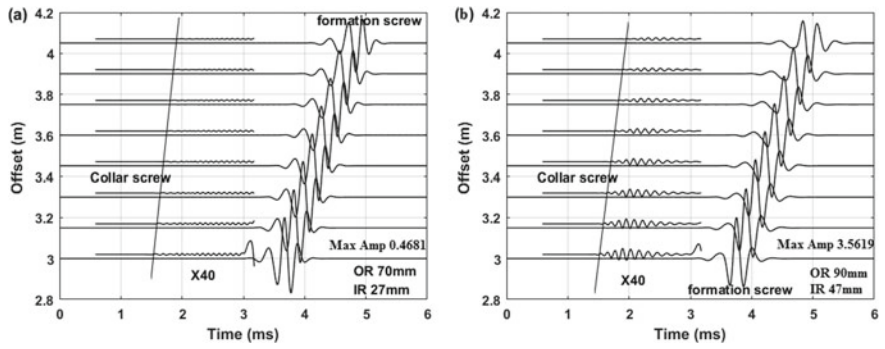 (a)
formation screw
4.2
4
3.8
3.6
3.4
3.2
3
2.8
Offset (m)
Collar screw
Max Amp 0.4681
X40
OR 70mm
IR 27mm
0 1 2 3 4 5 6
Time (ms)
(b)
4.2
4
3.8
3.6
3.4
3.2
3
2.8
Offset (m)
Collar screw
Max Amp 3.5619
X40
OR 90mm
IR 47mm
formation screw
0 1 2 3 4 5 6
Time (ms)